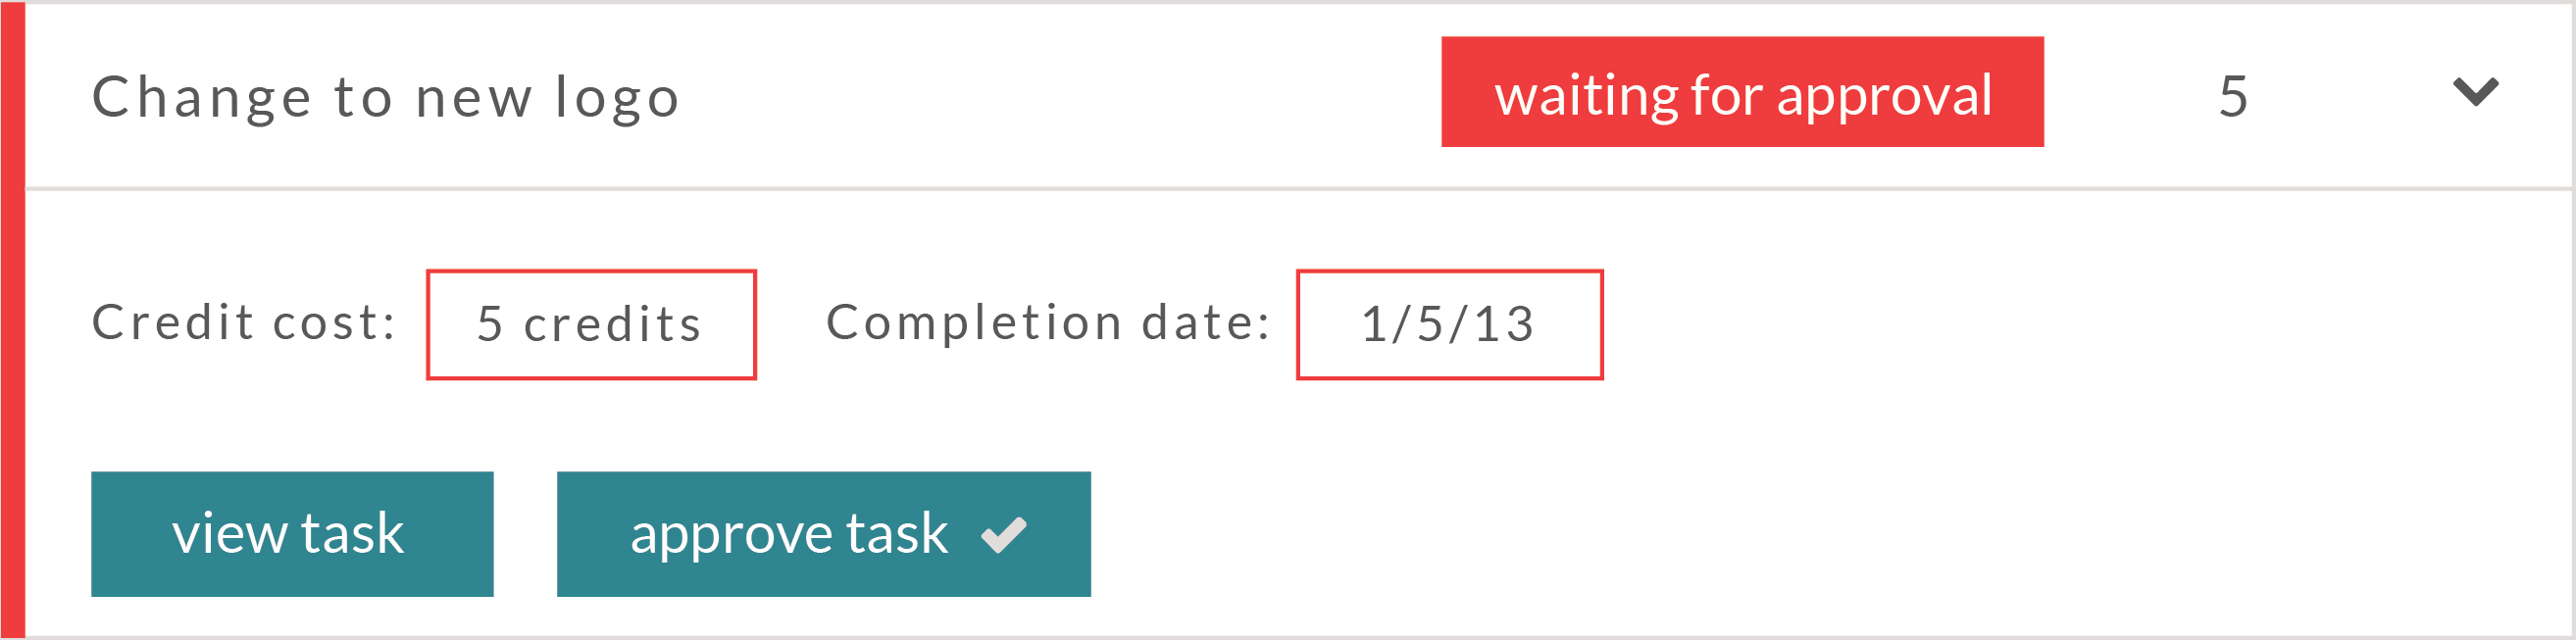 Change to new logo waiting for approval 5
Credit cost: 5 credits Completion date: 1/5/13
view task approve task